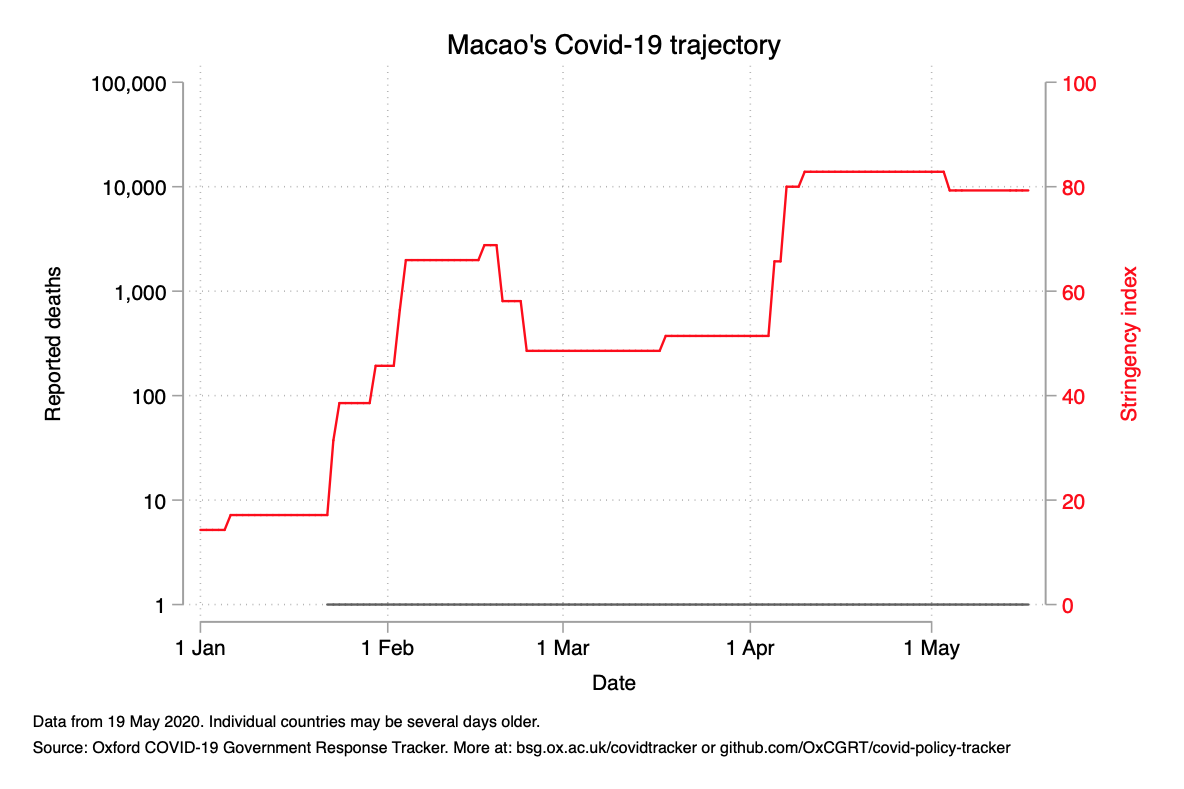 Macao's Covid-19 trajectory
100,000
10,000
1,000
100
10
1
Reported deaths
100
80
60
40
20
0
Stringency index
1 Jan
1 Feb
1 Mar
1 Apr
1 May
Date
Data from 19 May 2020. Individual countries may be several days older.
Source: Oxford COVID-19 Government Response Tracker. More at: bsg.ox.ac.uk/covidtracker or github.com/OxCGRT/covid-policy-tracker